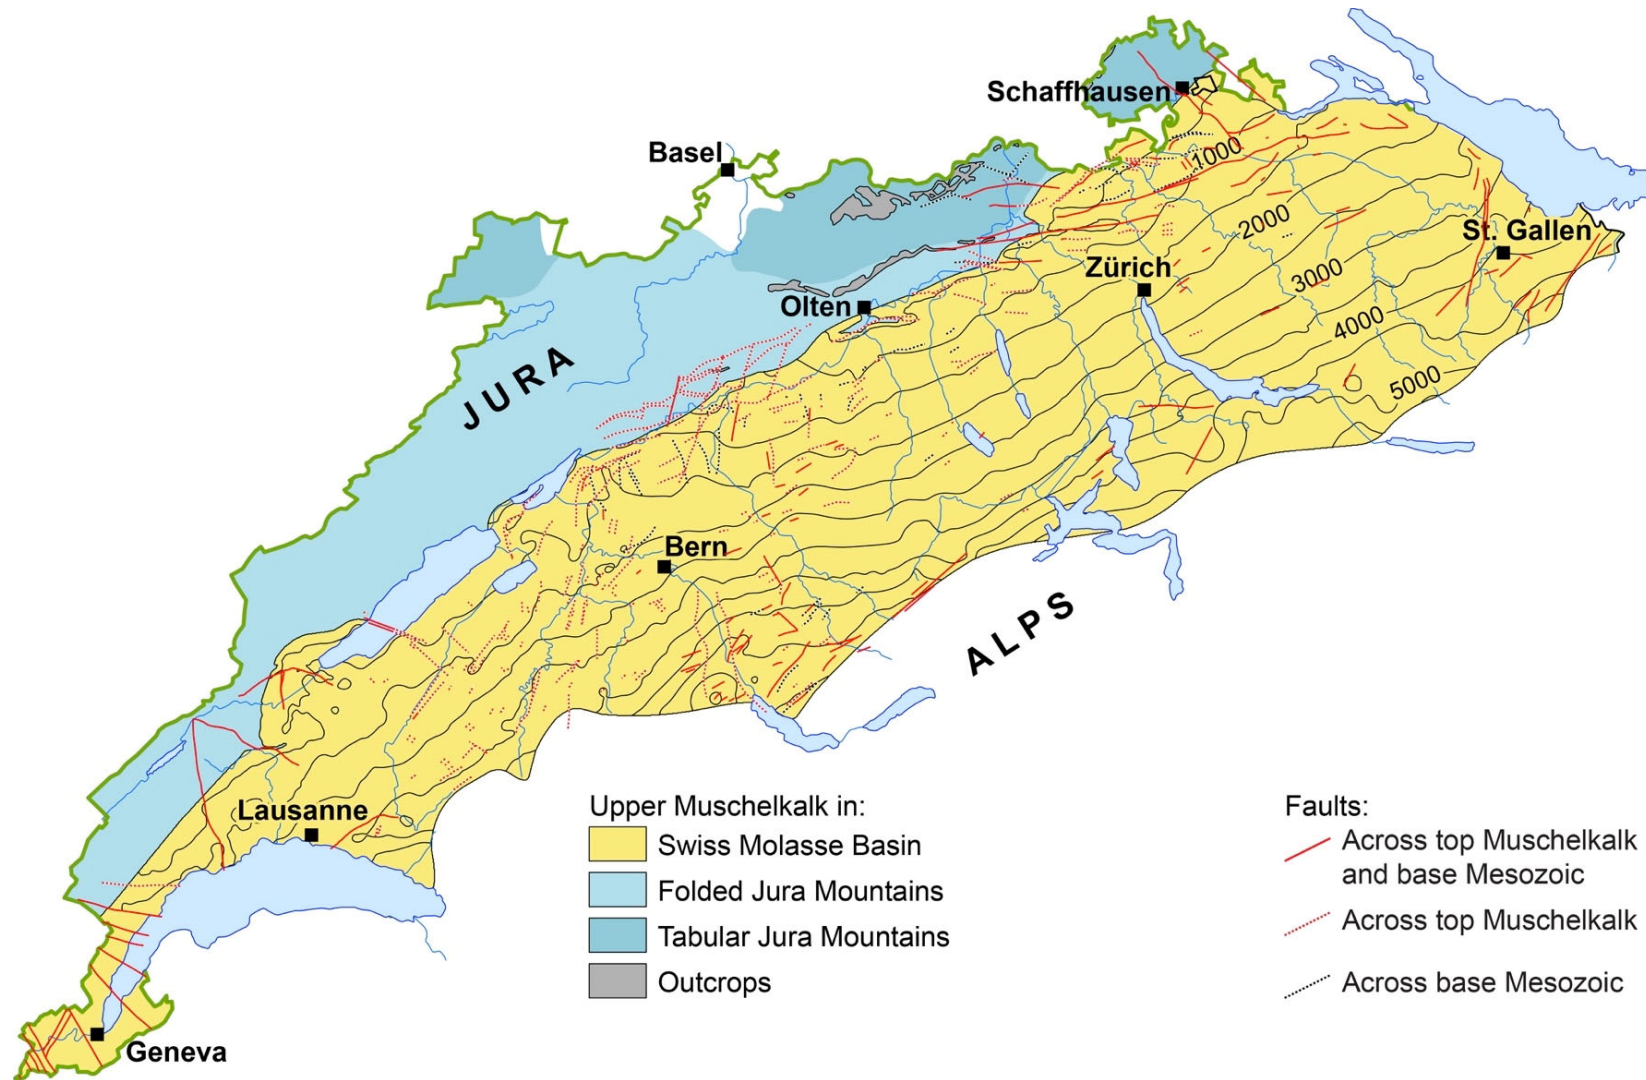 Schaffhausen
Basel
1000
2000
St. Gallen
Zürich
3000
Olten
4000
JURA
5000
Bern
ALPS
Lausanne
Upper Muschelkalk in:
Swiss Molasse Basin
Folded Jura Mountains
Tabular Jura Mountains
Outcrops
Faults:
Across top Muschelkalk
and base Mesozoic
Across top Muschelkalk
Across base Mesozoic
Geneva